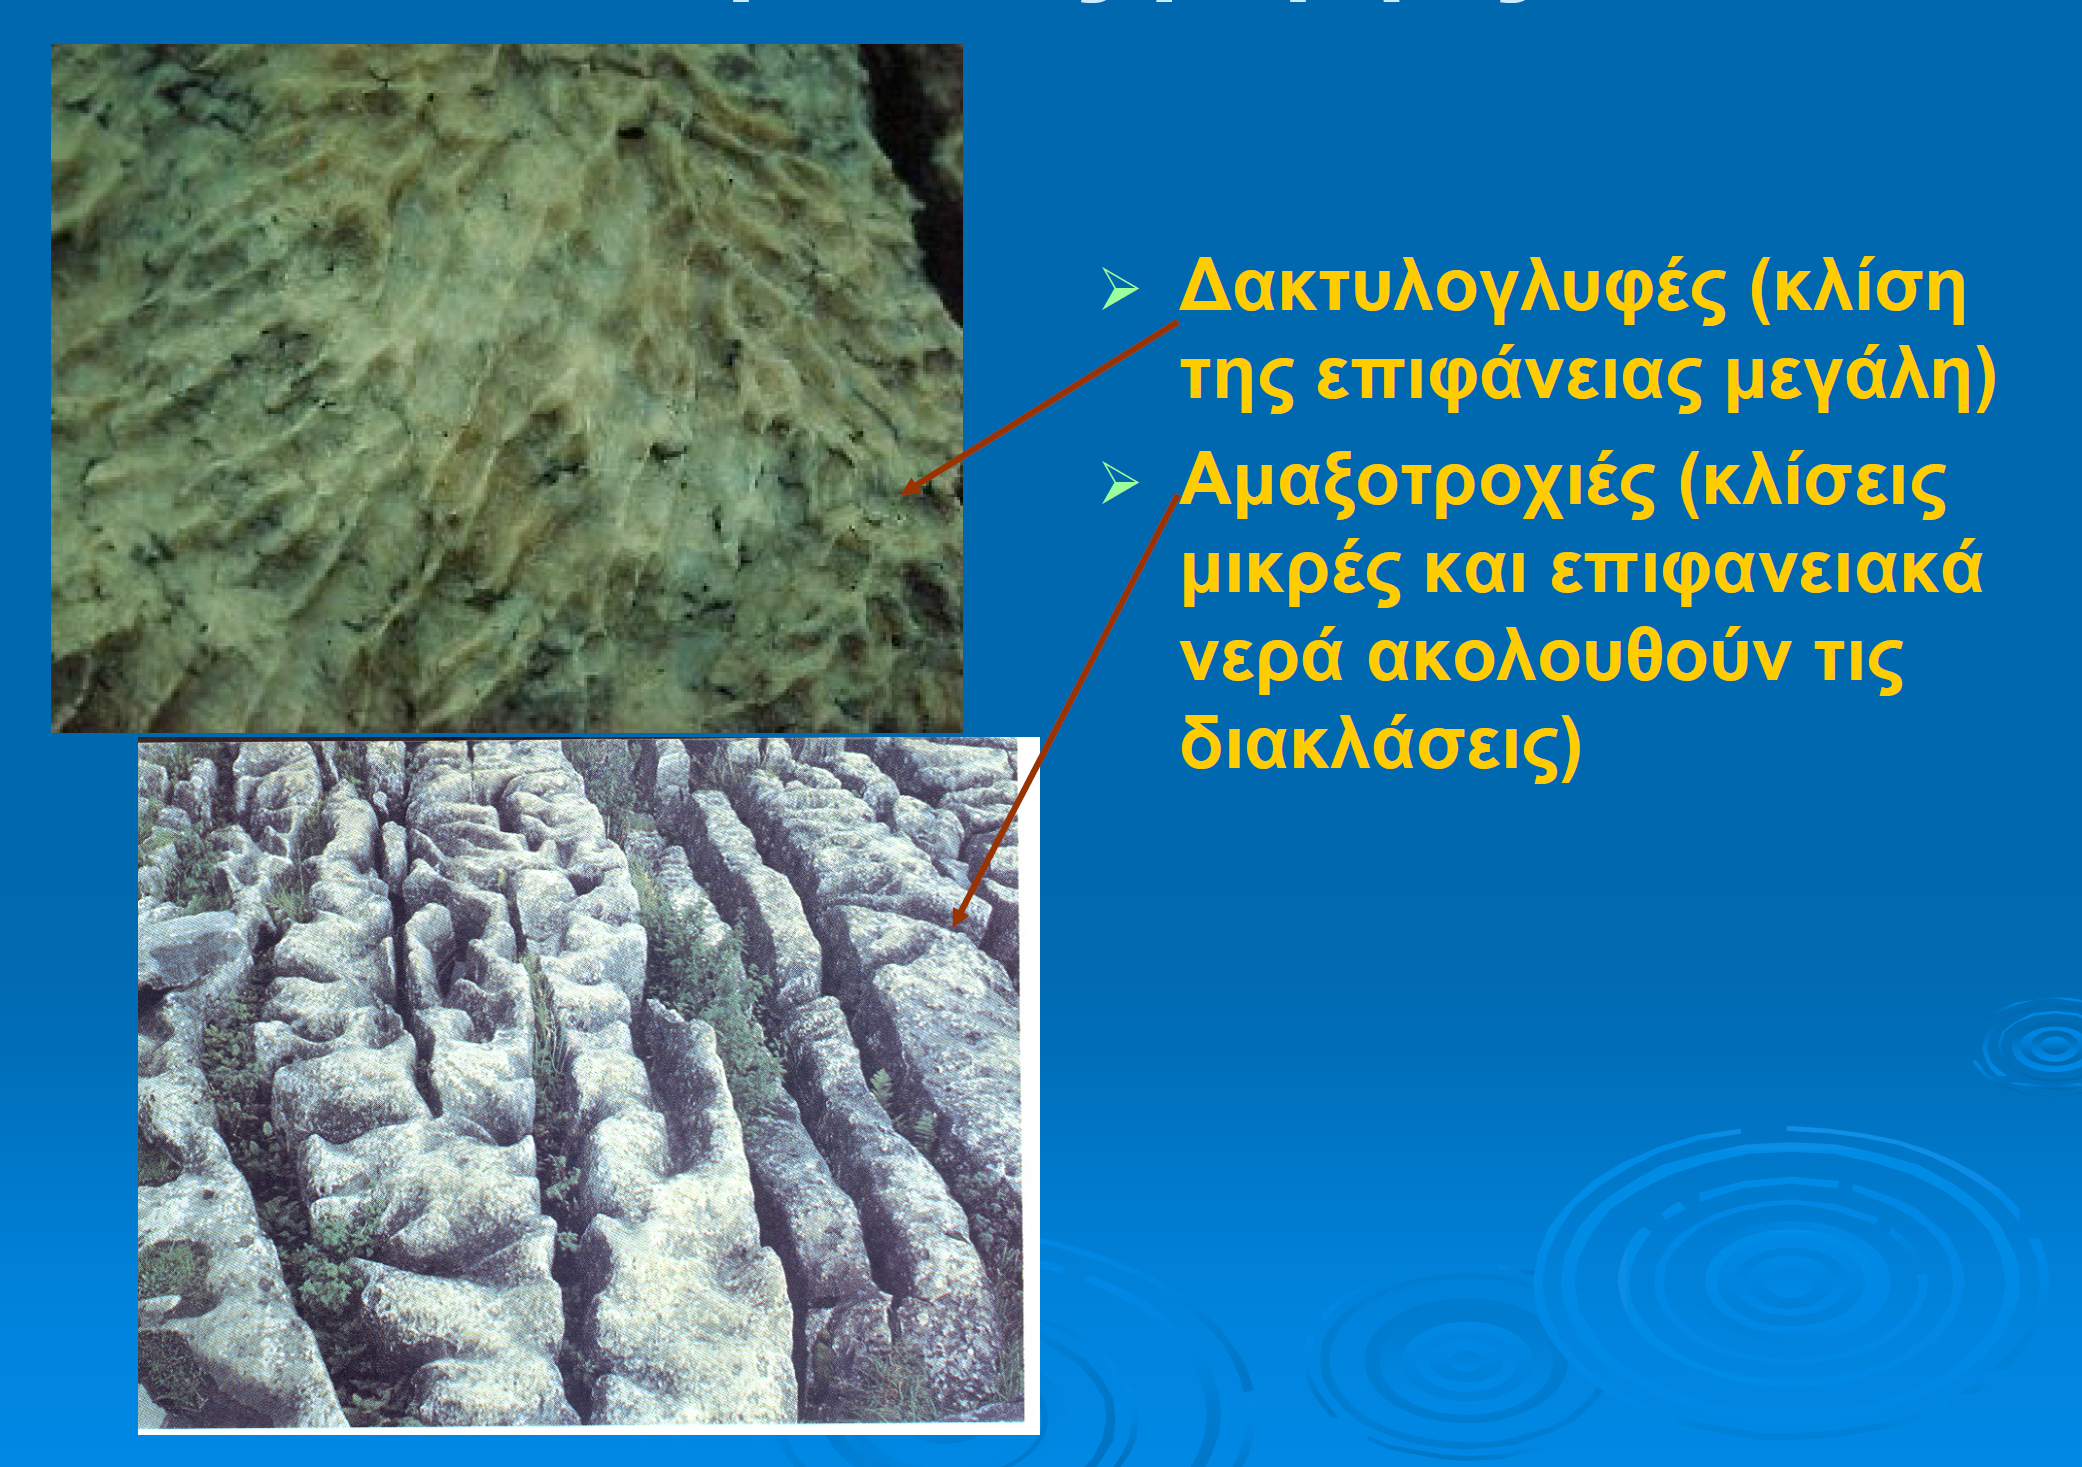 Δακτυλογλυφές (κλίση
της επιφάνειας μεγάλη)
Αμαξοτροχιές (κλίσεις
μικρές και επιφανειακά
νερά ακολουθούν τις
διακλάσεις)